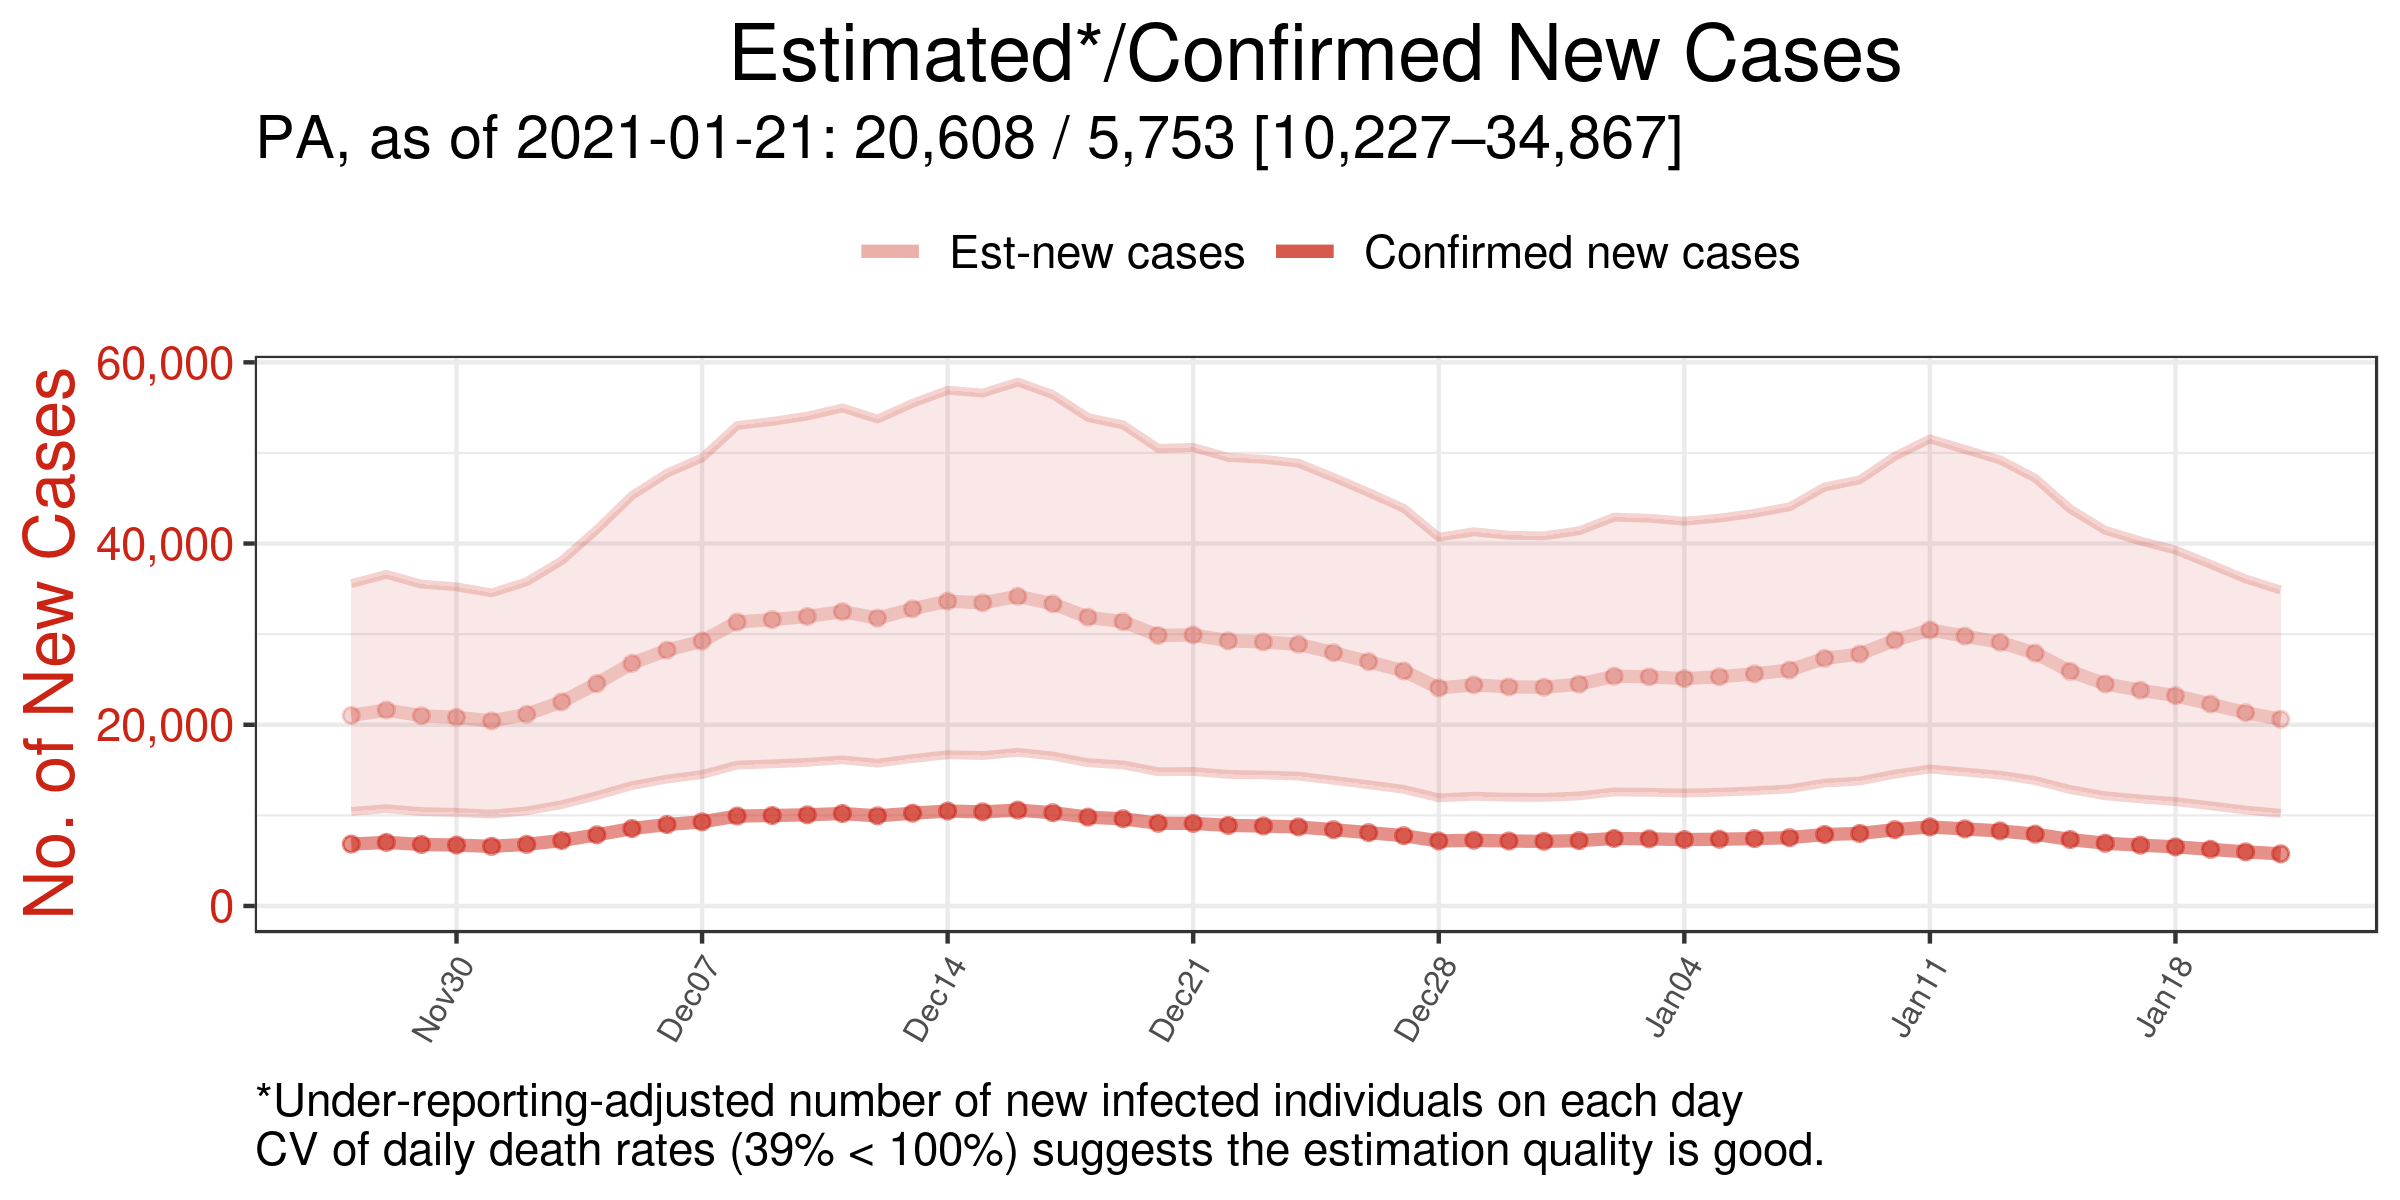 Estimated*/Confirmed New Cases
PA, as of 2021-01-21: 20,608 / 5,753 [10,227–34,867]
Est-new cases Confirmed new cases
No. of New Cases
60,000
40,000
20,000
0
Nov30 Dec07 Dec14 Dec21 Dec28 Jan04 Jan11 Jan18
*Under-reporting-adjusted number of new infected individuals on each day
CV of daily death rates (39% < 100%) suggests the estimation quality is good.